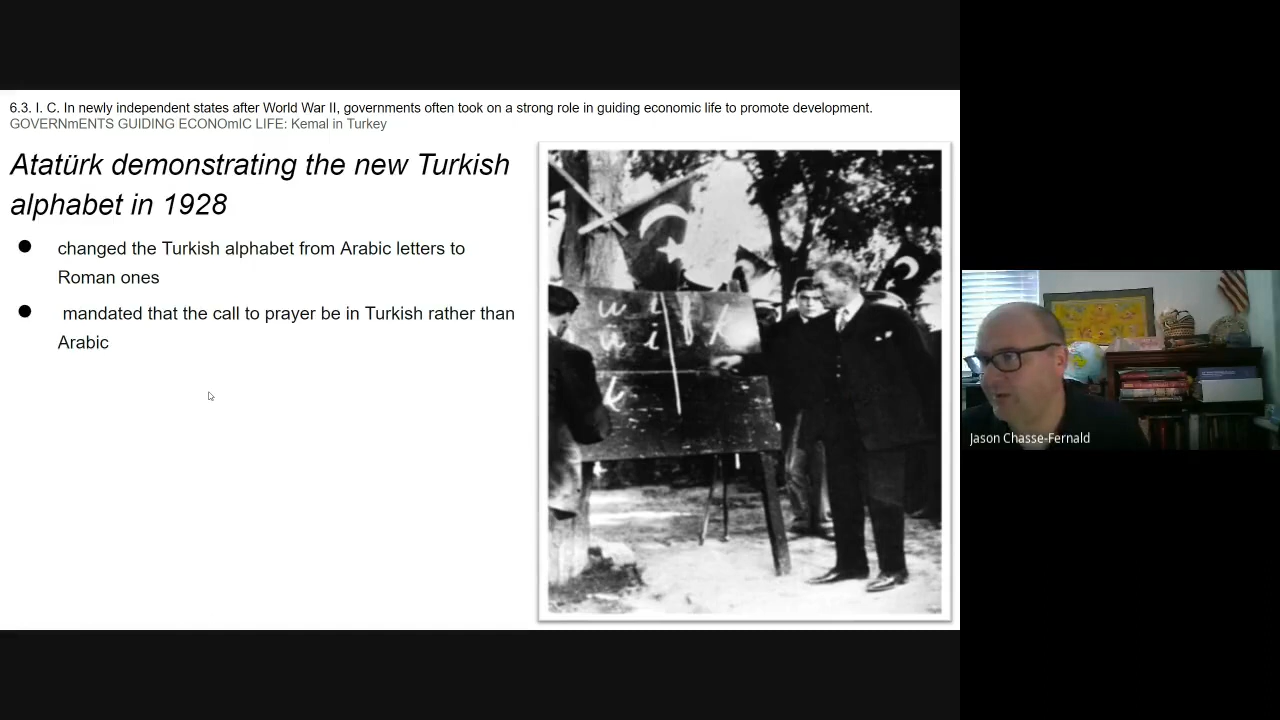 6.3. I. C. In newly independent states after World War II, governments often took on a strong role in guiding economic life to promote development.
GOVERNmENTS GUIDING ECONOmIC LIFE: Kemal in Turkey
Atatürk demonstrating the new Turkish
alphabet in 1928
● changed the Turkish alphabet from Arabic letters to
Roman ones
● mandated that the call to prayer be in Turkish rather than
Arabic
ü i
k
Jason Chasse-Fernald